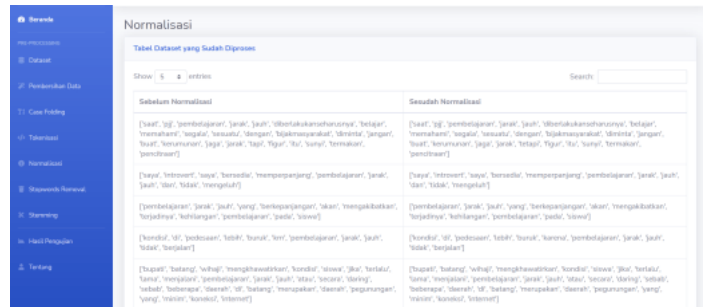 Beranda
Normalisasi
PRE-PROCESSING
Tabel Dataset yang Sudah Diproses
Dataset
Show 5 entries
Search:
Pembersihan Data
Sebelum Normalisasi
Sesudah Normalisasi
Case Folding
['saat', 'pjj', 'pembelajaran', 'jarak', 'jauh', 'diberlakukanseharusnya', 'belajar',
'memahami', 'segala', 'sesuatu', 'dengan', 'bijakmasyarakat', 'diminta', 'jangan',
'buat', 'kerumunan', 'jaga', 'jarak', 'tapi', 'figur', 'itu', 'sunyi', 'termakan',
'pencitraan']
['saat', 'pjj', 'pembelajaran', 'jarak', 'jauh', 'diberlakukanseharusnya', 'belajar',
'memahami', 'segala', 'sesuatu', 'dengan', 'bijakmasyarakat', 'diminta', 'jangan',
'buat', 'kerumunan', 'jaga', 'jarak', 'tetapi', 'figur', 'itu', 'sunyi', 'termakan',
'pencitraan']
Tokenisasi
Normalisasi
['saya', 'introvert', 'saya', 'bersedia', 'memperpanjang', 'pembelajaran', 'jarak',
'jauh', 'dan', 'tidak', 'mengeluh']
['saya', 'introvert', 'saya', 'bersedia', 'memperpanjang', 'pembelajaran', 'jarak', 'jauh',
'dan', 'tidak', 'mengeluh']
Stopwords Removal
['pembelajaran', 'jarak', 'jauh', 'yang', 'berkepanjangan', 'akan', 'mengakibatkan',
'terjadinya', 'kehilangan', 'pembelajaran', 'pada', 'siswa']
['pembelajaran', 'jarak', 'jauh', 'yang', 'berkepanjangan', 'akan', 'mengakibatkan',
'terjadinya', 'kehilangan', 'pembelajaran', 'pada', 'siswa']
Stemming
['kondisi', 'di', 'pedesaan', 'lebih', 'buruk', 'krn', 'pembelajaran', 'jarak', 'jauh',
'tidak', 'berjalan']
['kondisi', 'di', 'pedesaan', 'lebih', 'buruk', 'karena', 'pembelajaran', 'jarak', 'jauh',
'tidak', 'berjalan']
Hasil Pengujian
Tentang
['bupati', 'batang', 'wihaji', 'mengkhawatirkan', 'kondisi', 'siswa', 'jika', 'terlalu',
'lama', 'menjalani', 'pembelajaran', 'jarak', 'jauh', 'atau', 'secara', 'daring',
'sebab', 'beberapa', 'daerah', 'di', 'batang', 'merupakan', 'daerah', 'pegunungan',
'yang', 'minim', 'koneksi', 'internet']
['bupati', 'batang', 'wihaji', 'mengkhawatirkan', 'kondisi', 'siswa', 'jika', 'terlalu',
'lama', 'menjalani', 'pembelajaran', 'jarak', 'jauh', 'atau', 'secara', 'daring', 'sebab',
'beberapa', 'daerah', 'di', 'batang', 'merupakan', 'daerah', 'pegunungan',
'yang', 'minim', 'koneksi', 'internet']